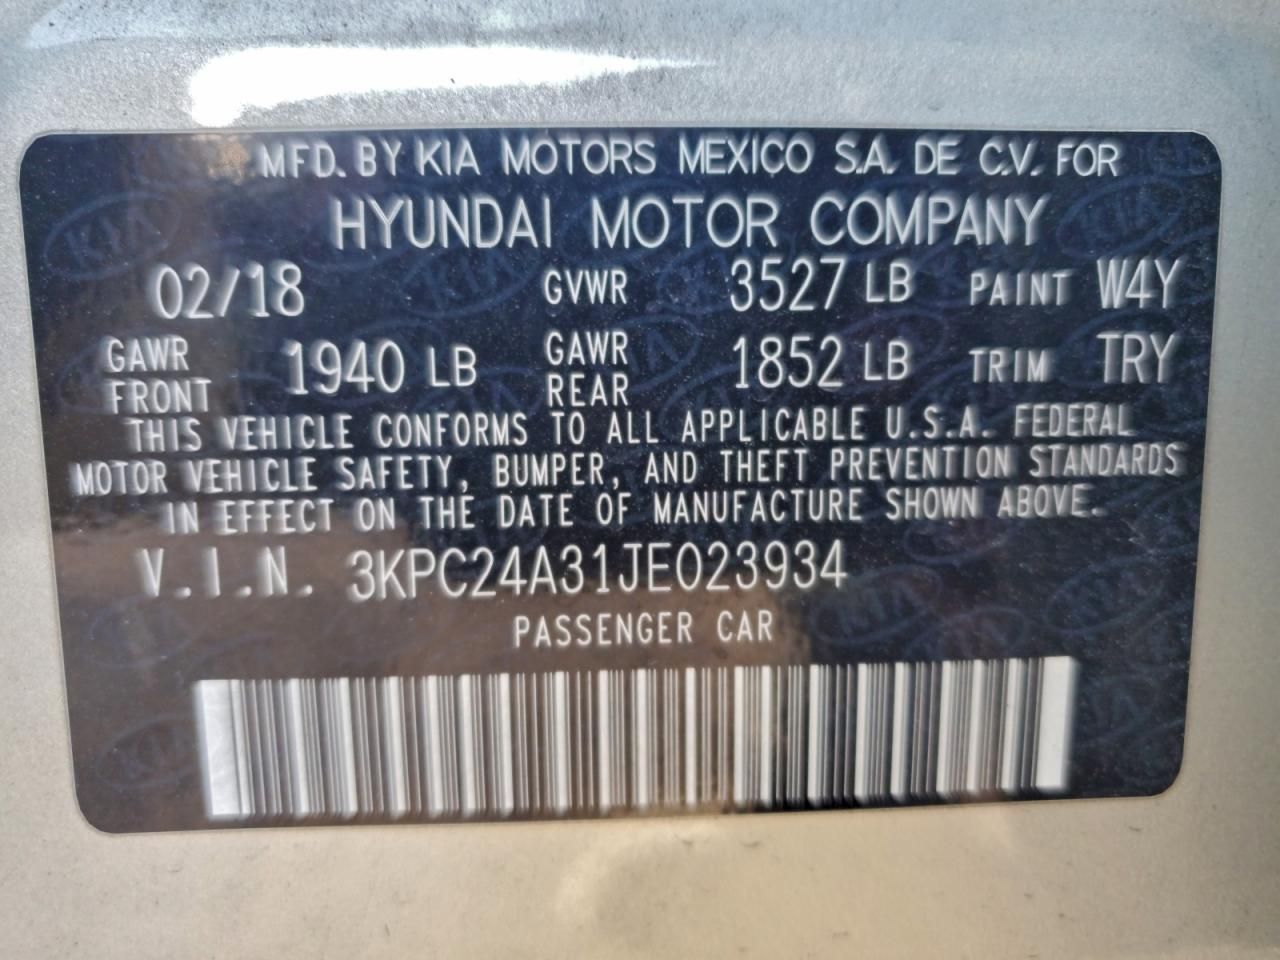 MFD. BY KIA MOTORS MEXICO S.A. DE C.V. FOR
HYUNDAI MOTOR COMPANY
02/18 GVWR 3527 LB PAINT W4Y
GAWR FRONT 1940 LB GAWR REAR 1852 LB TRIM TRY
THIS VEHICLE CONFORMS TO ALL APPLICABLE U.S.A. FEDERAL
MOTOR VEHICLE SAFETY, BUMPER, AND THEFT PREVENTION STANDARDS
IN EFFECT ON THE DATE OF MANUFACTURE SHOWN ABOVE.
V.I.N. 3KPC24A31JE023934
PASSENGER CAR